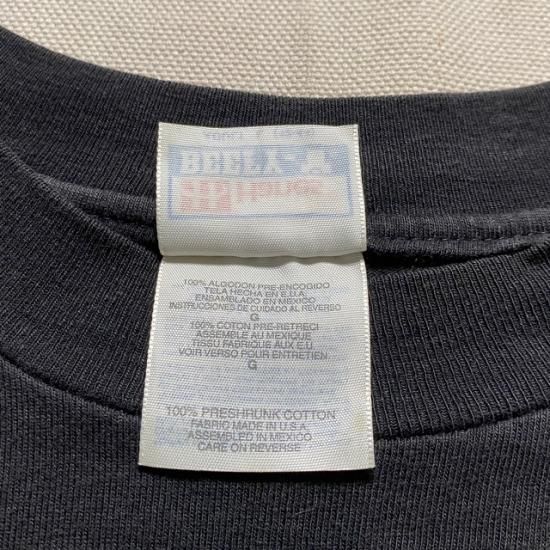 100% ALGODON PRE-ENCOGIDO
TELA HECHA EN E.U.A.
ENSAMBLADO EN MEXICO
INSTRUCCIONES DE CUIDADO AL REVERSO
G
100% COTON PRE-RETRECI
ASSEMBLE AU MEXIQUE
TISSU FABRIQUE AUX E.U.
VOIR VERSO POUR ENTRETIEN
G
100% PRESHRUNK COTTON
FABRIC MADE IN U.S.A.
ASSEMBLED IN MEXICO
CARE ON REVERSE